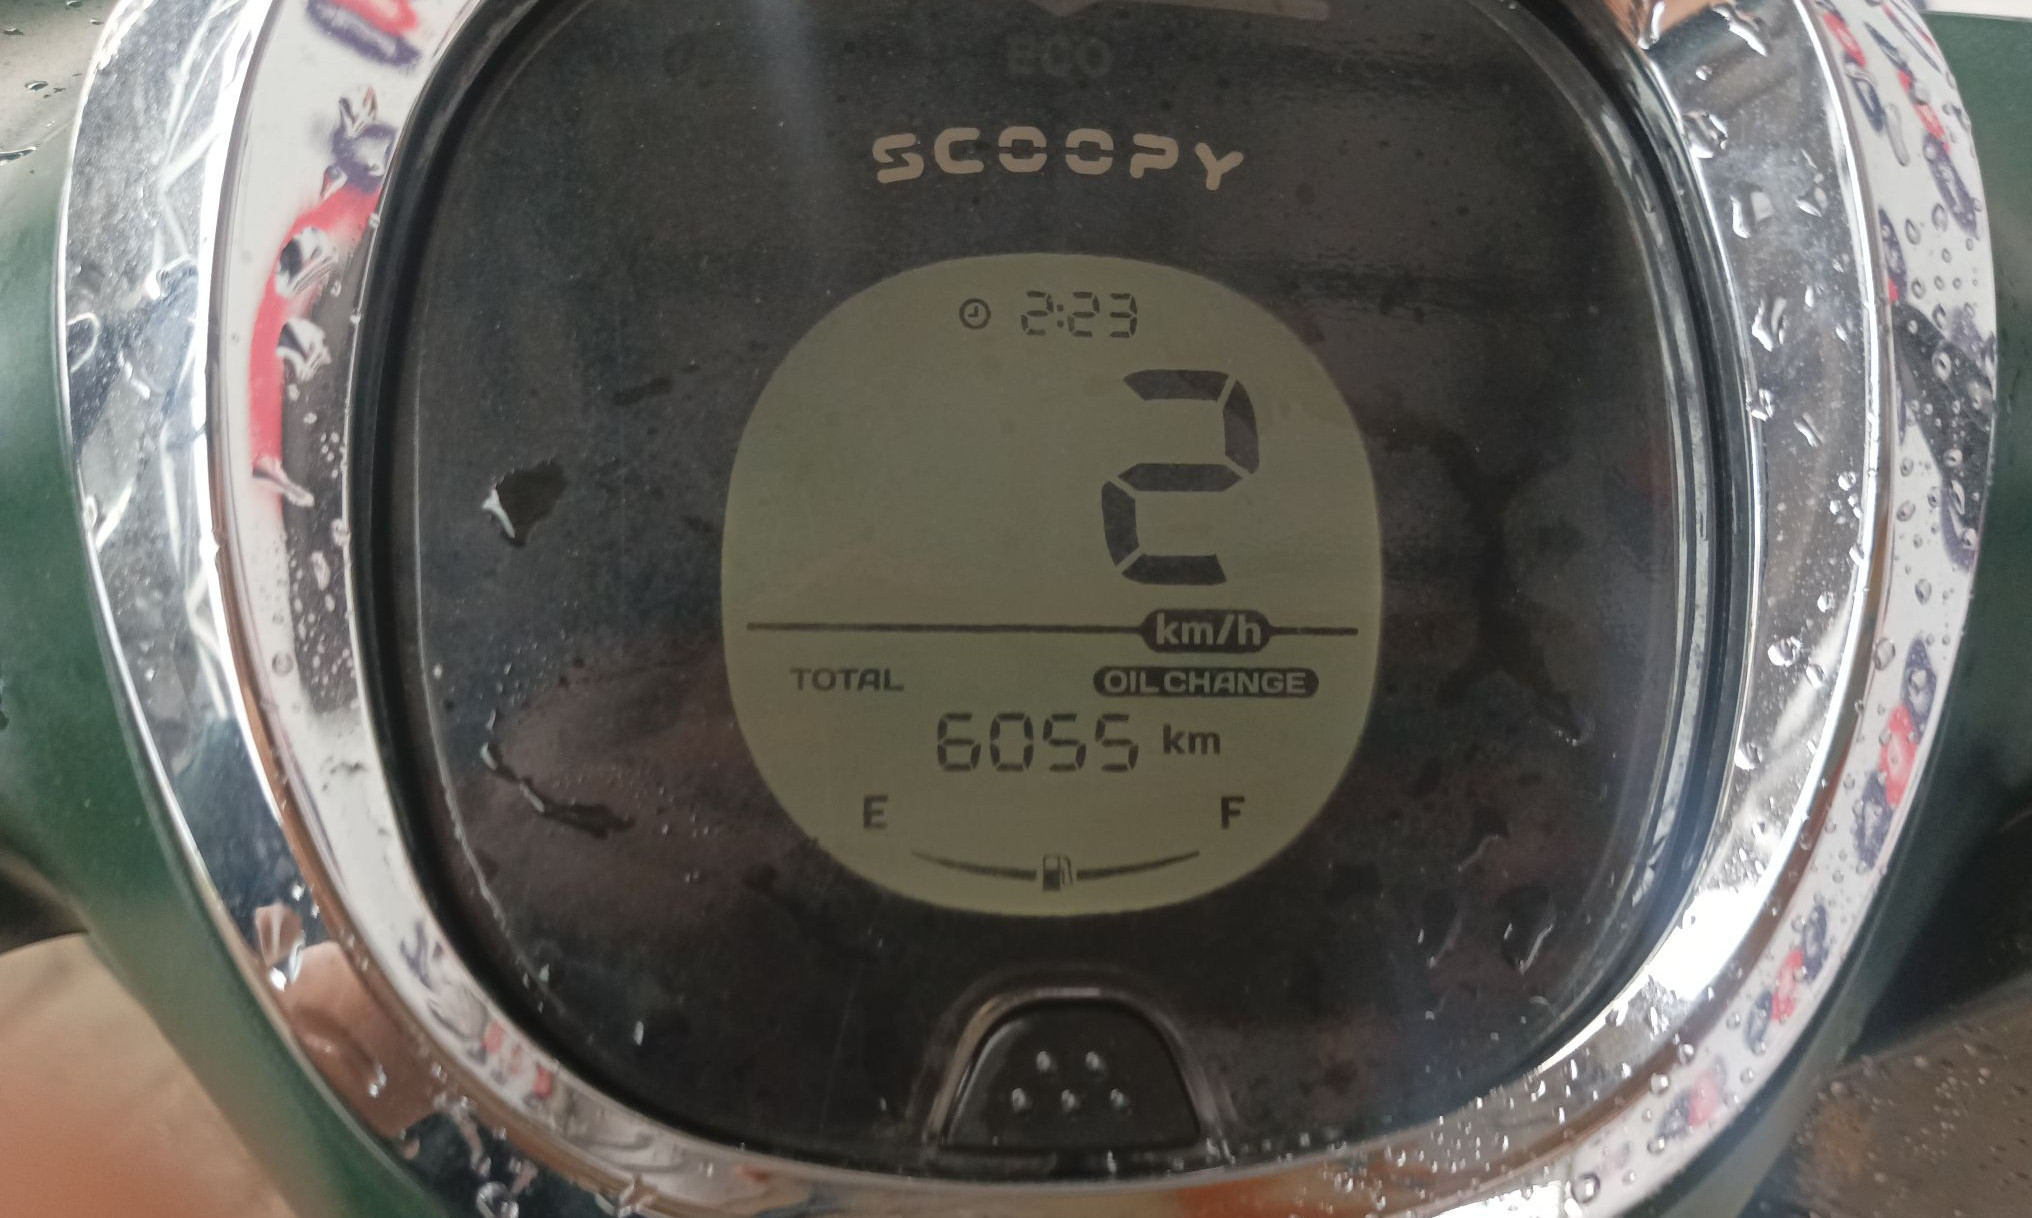 ECO
SCOOPY
2:23
2
km/h
TOTAL OIL CHANGE
6055 km
E F